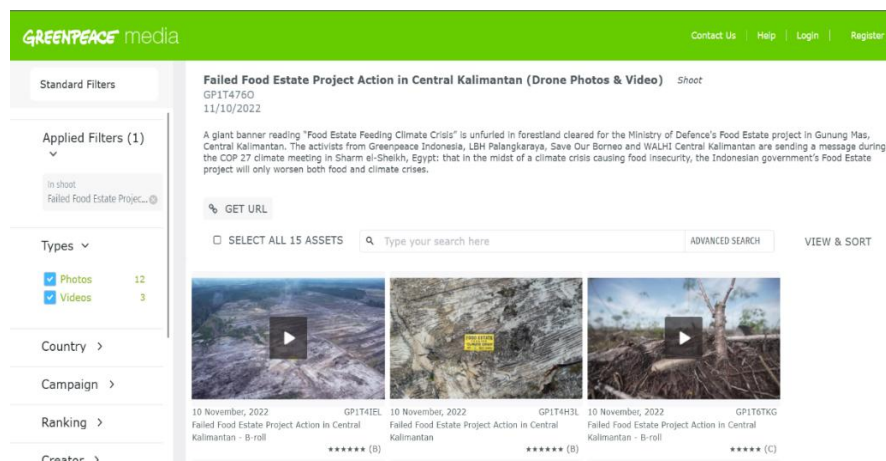 GREENPEACE media
Contact Us | Help | Login | Register
Standard Filters
Applied Filters (1)
In shoot
Failed Food Estate Projec...
Types
Photos 12
Videos 3
Country >
Campaign >
Ranking >
Creator >
Failed Food Estate Project Action in Central Kalimantan (Drone Photos & Video) Shoot
GP1T476O
11/10/2022
A giant banner reading "Food Estate Feeding Climate Crisis" is unfurled in forestland cleared for the Ministry of Defence's Food Estate project in Gunung Mas,
Central Kalimantan. The activists from Greenpeace Indonesia, LBH Palangkaraya, Save Our Borneo and WALHI Central Kalimantan are sending a message during
the COP 27 climate meeting in Sharm el-Sheikh, Egypt: that in the midst of a climate crisis causing food insecurity, the Indonesian government's Food Estate
project will only worsen both food and climate crises.
GET URL
SELECT ALL 15 ASSETS
Type your search here
ADVANCED SEARCH
VIEW & SORT
10 November, 2022 GP1T4IEL
Failed Food Estate Project Action in Central
Kalimantan - B-roll
★★★★★★ (B)
10 November, 2022 GP1T4H3L
Failed Food Estate Project Action in Central
Kalimantan
★★★★★★ (B)
10 November, 2022 GP1T6TKG
Failed Food Estate Project Action in Central
Kalimantan - B-roll
★★★★★ (C)